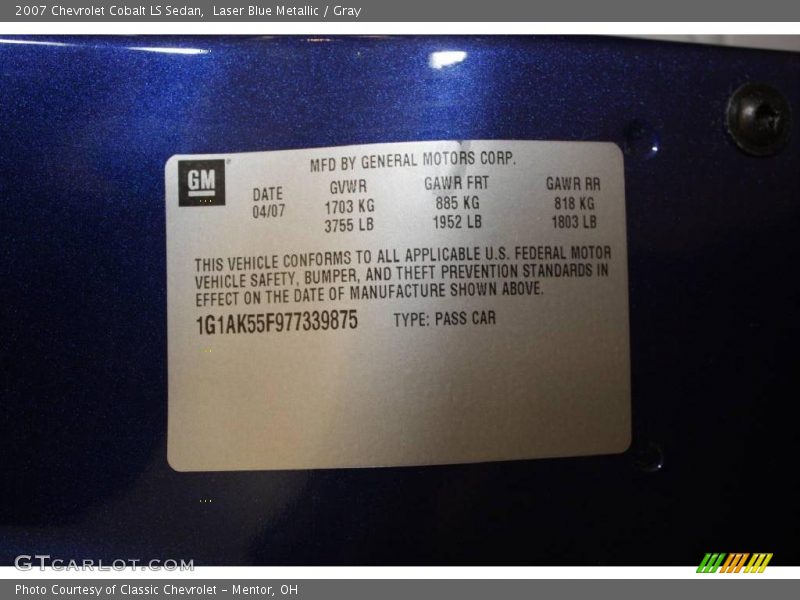 2007 Chevrolet Cobalt LS Sedan,  Laser Blue Metallic / Gray
GM
MFD BY GENERAL MOTORS CORP.
DATE GVWR GAWR FRT GAWR RR
04/07 1703 KG 885 KG 818 KG
3755 LB 1952 LB 1803 LB
THIS VEHICLE CONFORMS TO ALL APPLICABLE U.S. FEDERAL MOTOR
VEHICLE SAFETY, BUMPER, AND THEFT PREVENTION STANDARDS IN
EFFECT ON THE DATE OF MANUFACTURE SHOWN ABOVE.
1G1AK55F977339875 TYPE: PASS CAR
GTCARLOT.COM
Photo Courtesy of Classic Chevrolet - Mentor, OH